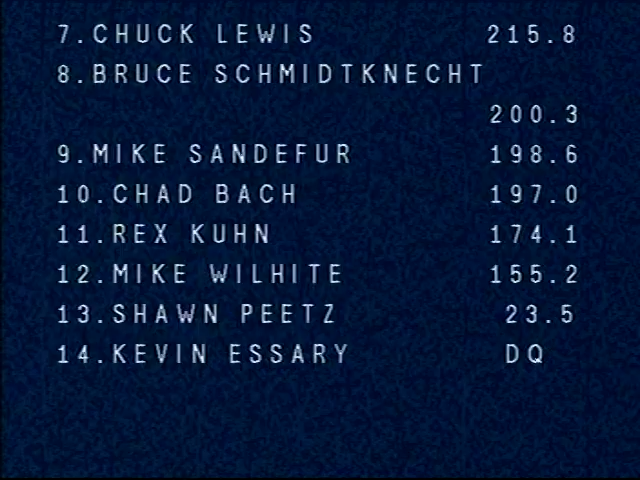 7.CHUCK LEWIS 215.8
8.BRUCE SCHMIDTKNECHT
200.3
9.MIKE SANDEFUR 198.6
10.CHAD BACH 197.0
11.REX KUHN 174.1
12.MIKE WILHITE 155.2
13.SHAWN PEETZ 23.5
14.KEVIN ESSARY DQ